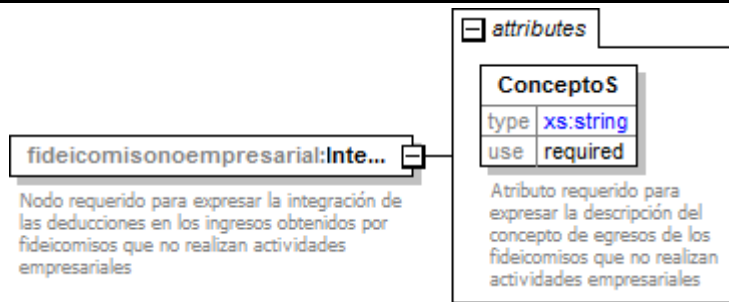 attributes
ConceptoS
type xs:string
use required
fideicomisonoempresarial:Inte...
Nodo requerido para expresar la integración de
las deducciones en los ingresos obtenidos por
fideicomisos que no realizan actividades
empresariales
Atributo requerido para
expresar la descripción del
concepto de egresos de los
fideicomisos que no realizan
actividades empresariales